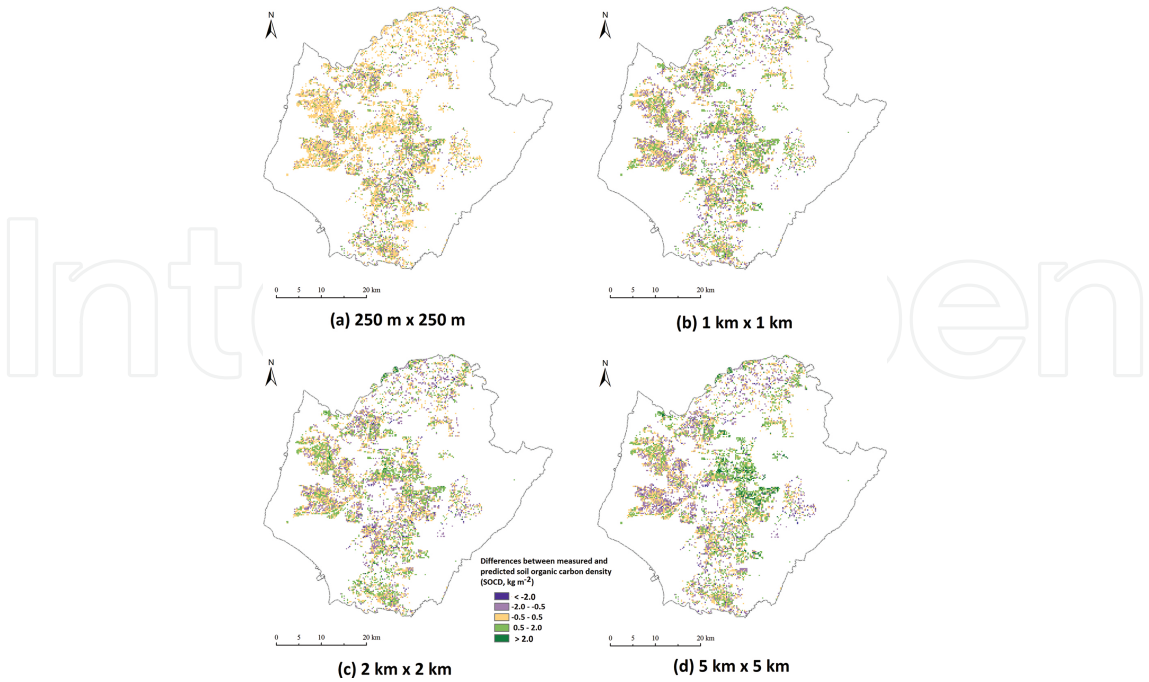 N
N
0 5 10 20 km
0 5 10 20 km
(a) 250 m x 250 m
(b) 1 km x 1 km
N
N
Differences between measured and
predicted soil organic carbon density
(SOCD, kg m-2)
< -2.0
-2.0 - -0.5
-0.5 - 0.5
0.5 - 2.0
> 2.0
0 5 10 20 km
0 5 10 20 km
(c) 2 km x 2 km
(d) 5 km x 5 km